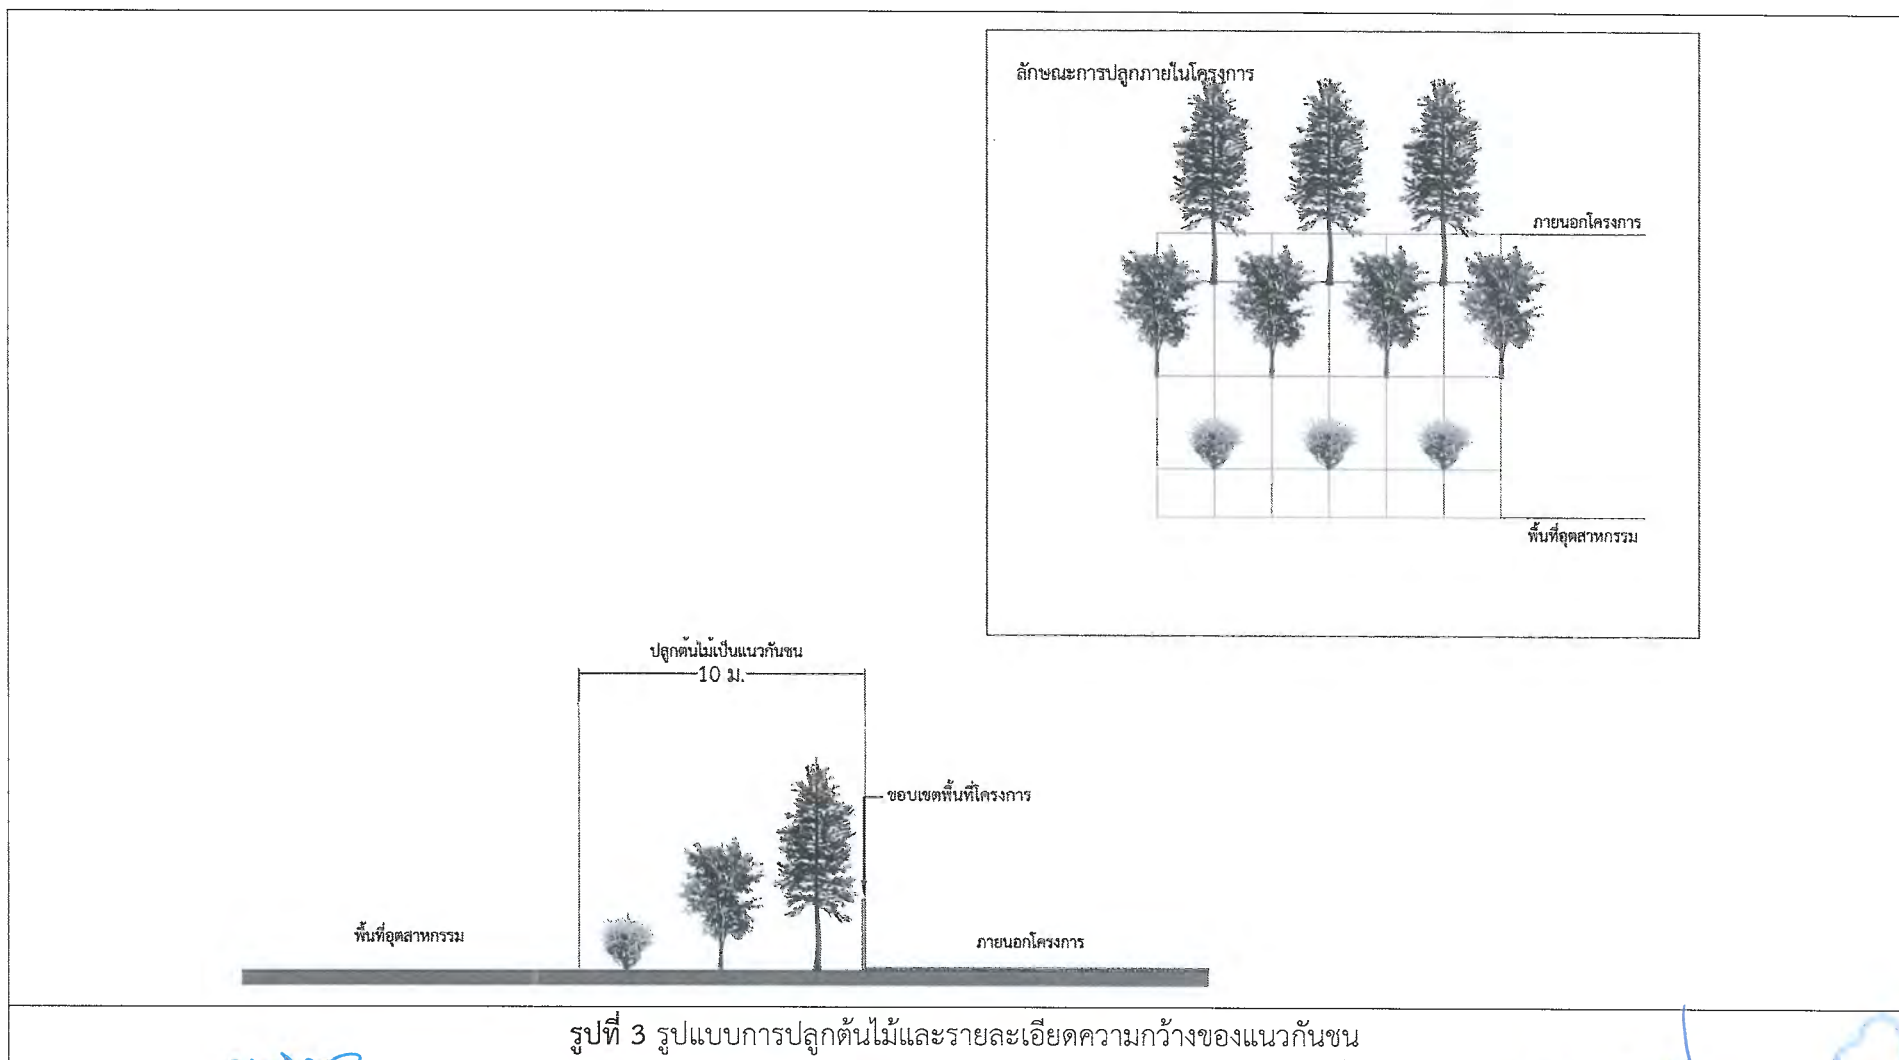 ลักษณะการปลูกภายในโครงการ
ภายนอกโครงการ
พื้นที่อุตสาหกรรม
ปลูกต้นไม้เป็นแนวกันชน
10 ม.
ขอบเขตพื้นที่โครงการ
พื้นที่อุตสาหกรรม
ภายนอกโครงการ
รูปที่ 3 รูปแบบการปลูกต้นไม้และรายละเอียดความกว้างของแนวกันชน